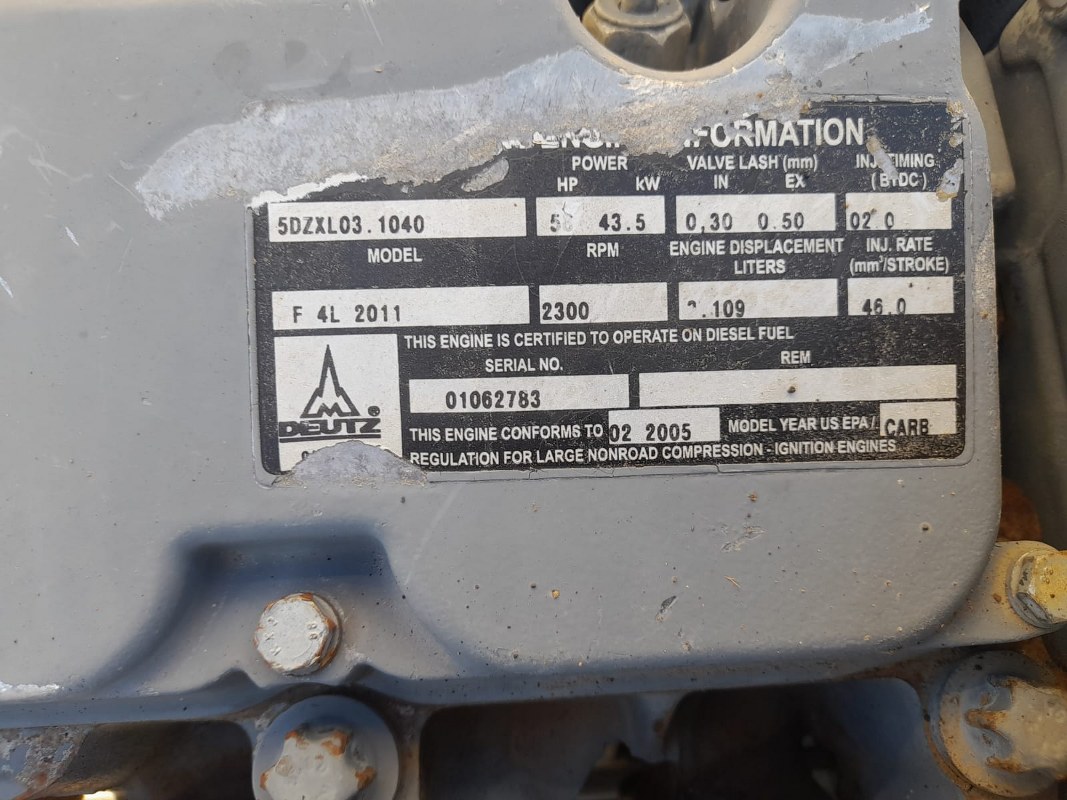 INFORMATION
POWER VALVE LASH (mm) INJ. TIMING
HP kW IN EX (BTDC)
5DZXL03.1040 43.5 0,30 0.50 02 0
MODEL RPM ENGINE DISPLACEMENT INJ. RATE
LITERS (mm³/STROKE)
F 4L 2011 2300 .109 46.0
THIS ENGINE IS CERTIFIED TO OPERATE ON DIESEL FUEL
SERIAL NO. REM
01062783
DEUTZ ®
THIS ENGINE CONFORMS TO 02 2005 MODEL YEAR US EPA / CARB
REGULATION FOR LARGE NONROAD COMPRESSION - IGNITION ENGINES